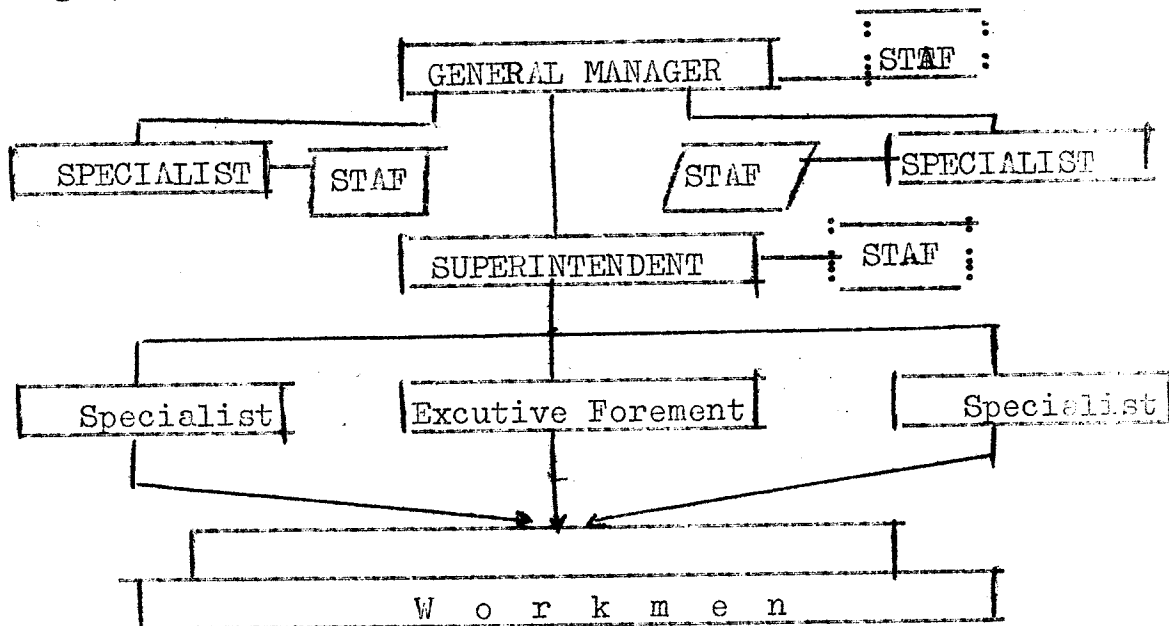 STAF
GENERAL MANAGER
SPECIALIST
STAF
STAF
SPECIALIST
SUPERINTENDENT
STAF
Specialist
Excutive Forement
Specialist
W o r k m e n